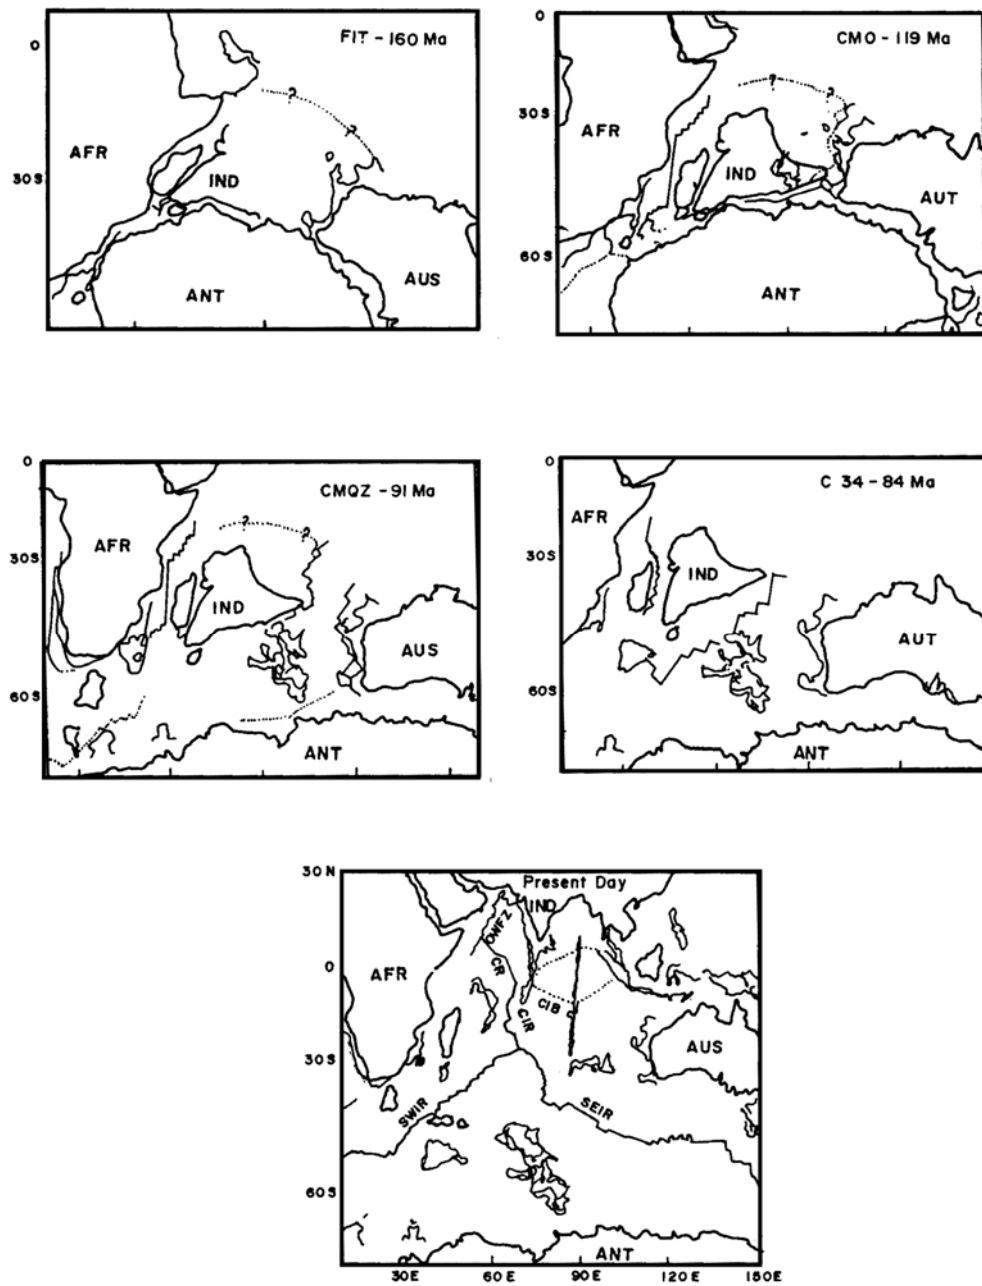 FIT - 160 Ma
0
30S
AFR
IND
ANT
AUS
?
?
CMO - 119 Ma
0
30S
60S
AFR
IND
AUT
ANT
?
?
CMQZ - 91 Ma
0
30S
60S
AFR
IND
AUS
ANT
?
?
C 34 - 84 Ma
0
30S
60S
AFR
IND
AUT
ANT
30 N
Present Day
IND
OWFZ
0
AFR
CR
CIB
CIR
AUS
30S
SWIR
SEIR
60S
ANT
30E 60 E 90E 120E 150E